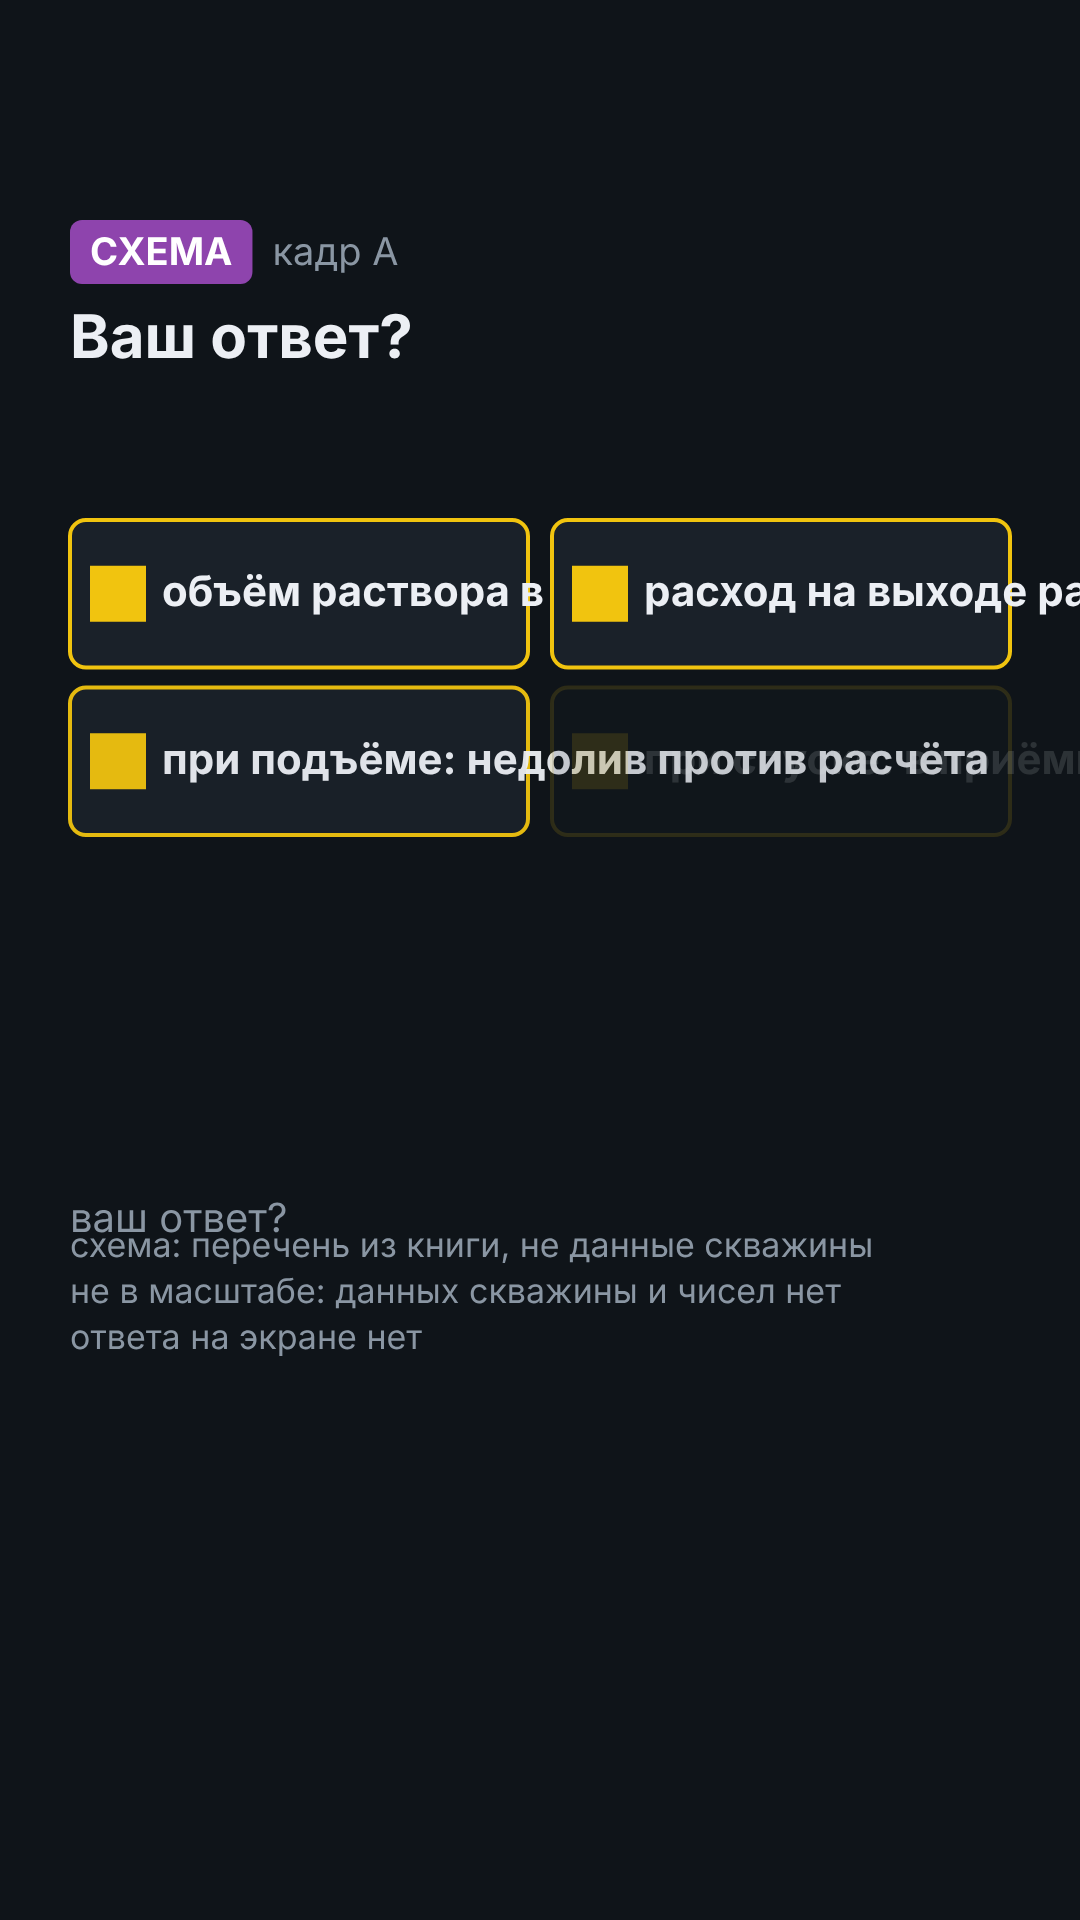 СХЕМА кадр А
Ваш ответ?
объём раствора в
расход на выходе
при подъёме: недолив против расчёта
ваш ответ?
схема: перечень из книги, не данные скважины
не в масштабе: данных скважины и чисел нет
ответа на экране нет